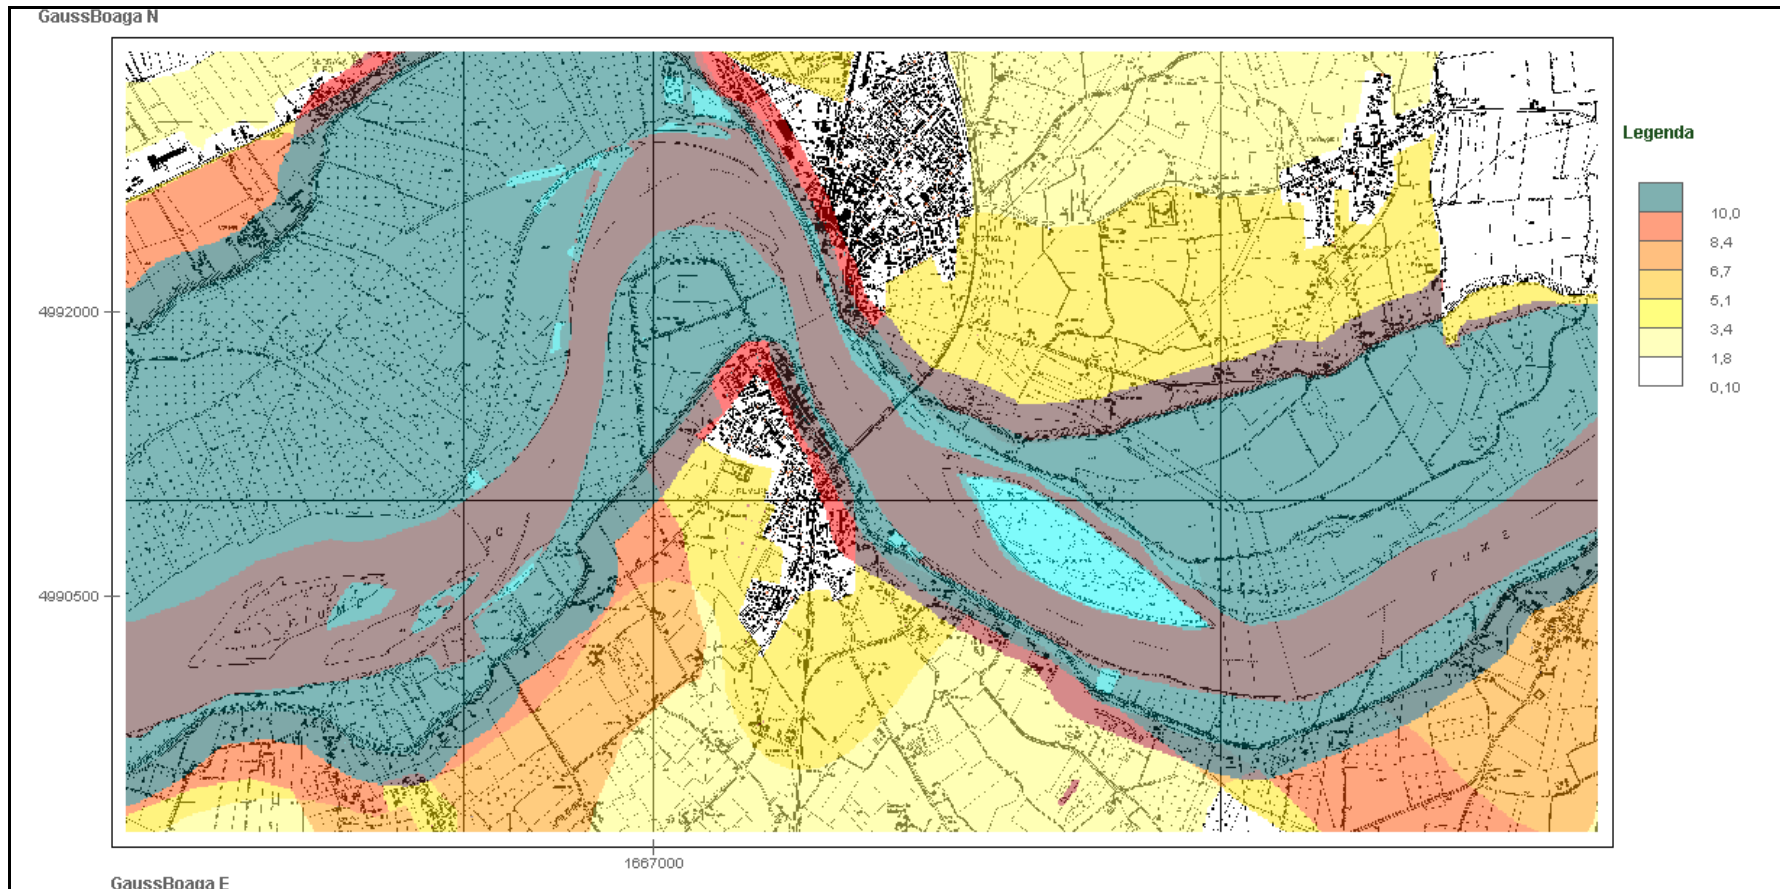 GaussBoaga N
Legenda
10,0
8,4
6,7
5,1
3,4
1,8
0,10
4992000
4990500
F I U M E
1667000
GaussBoaga E